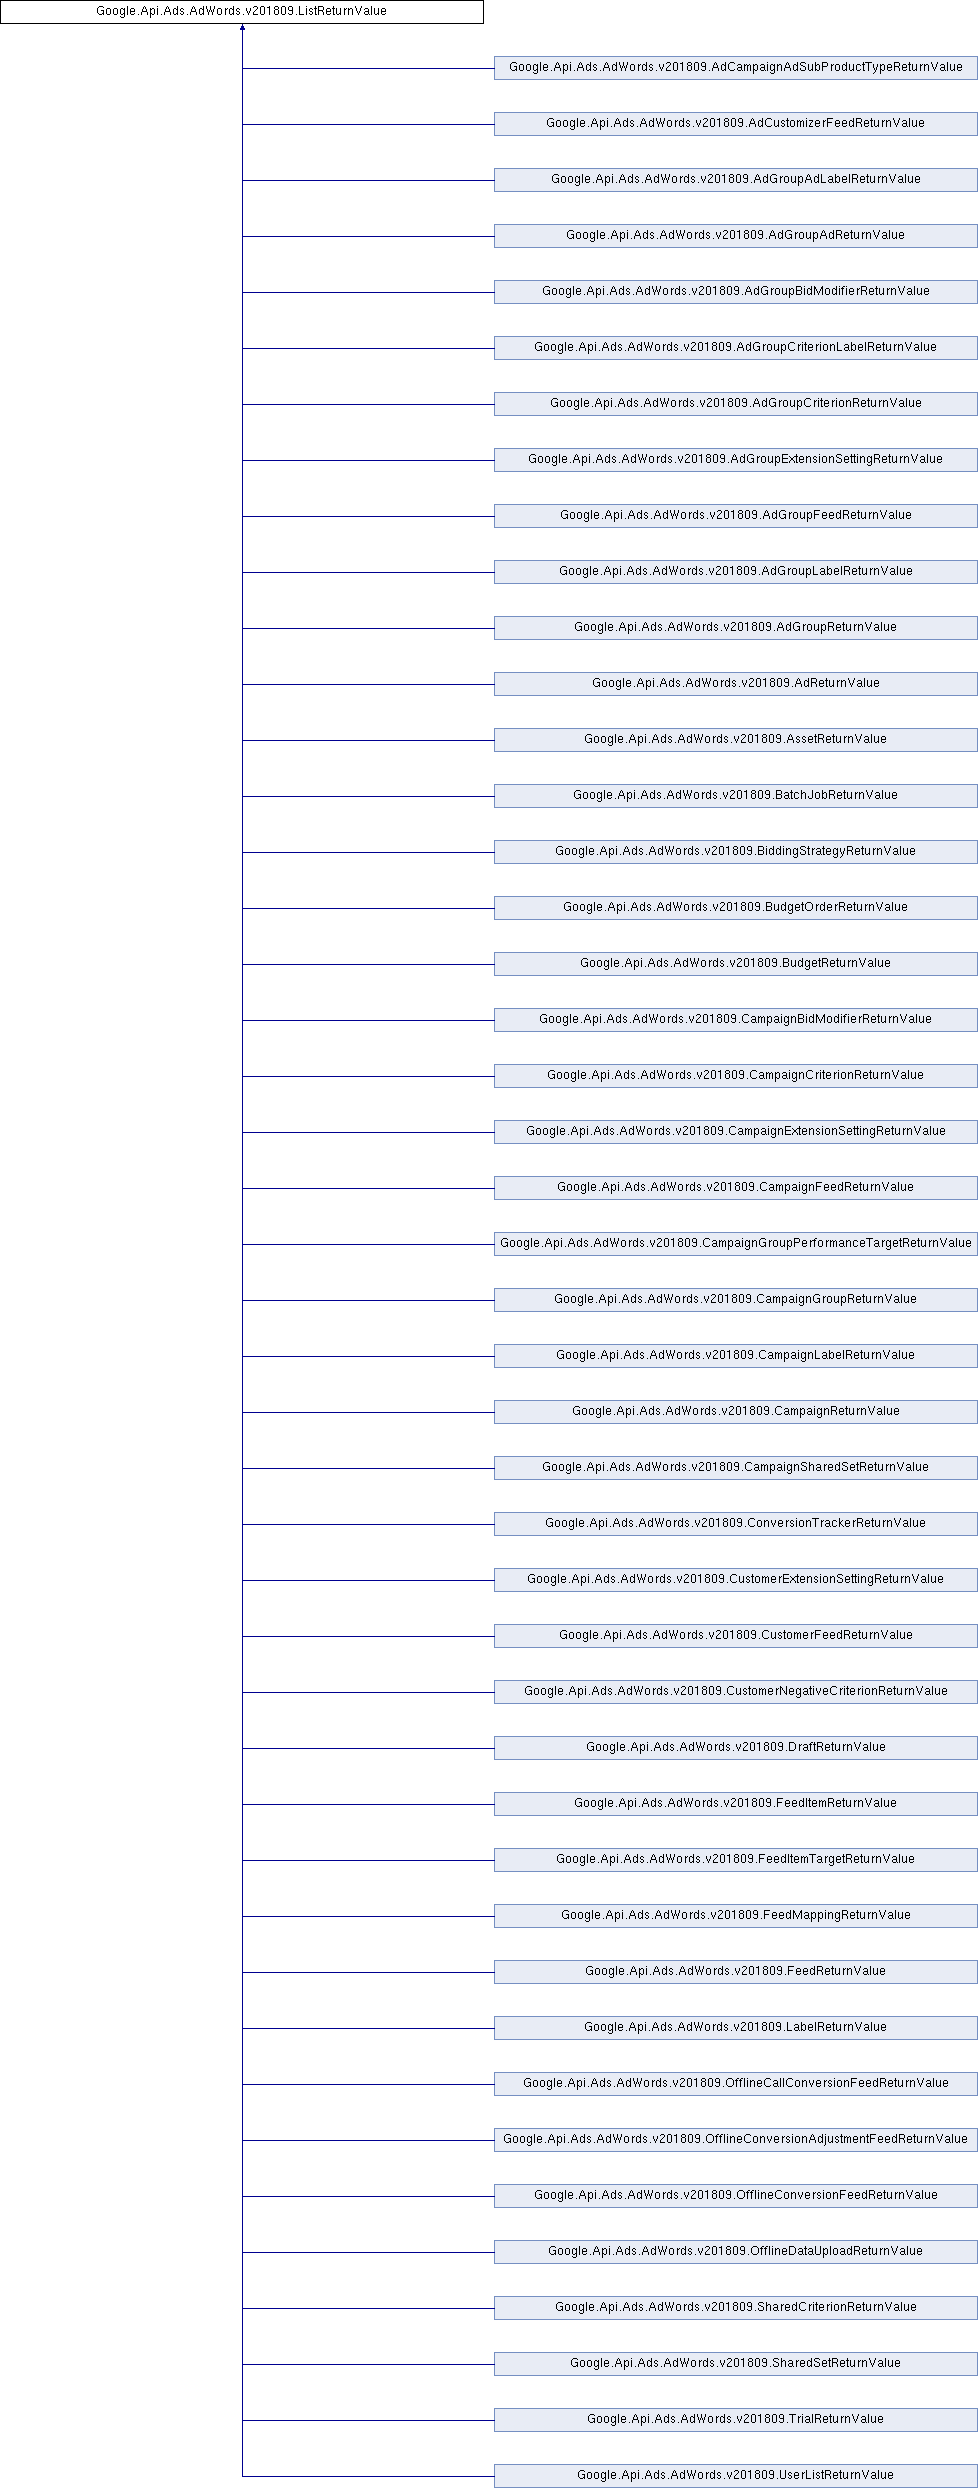 Google.Api.Ads.AdWords.v201809.ListReturnValue
Google.Api.Ads.AdWords.v201809.AdCampaignAdSubProductTypeReturnValue
Google.Api.Ads.AdWords.v201809.AdCustomizerFeedReturnValue
Google.Api.Ads.AdWords.v201809.AdGroupAdLabelReturnValue
Google.Api.Ads.AdWords.v201809.AdGroupAdReturnValue
Google.Api.Ads.AdWords.v201809.AdGroupBidModifierReturnValue
Google.Api.Ads.AdWords.v201809.AdGroupCriterionLabelReturnValue
Google.Api.Ads.AdWords.v201809.AdGroupCriterionReturnValue
Google.Api.Ads.AdWords.v201809.AdGroupExtensionSettingReturnValue
Google.Api.Ads.AdWords.v201809.AdGroupFeedReturnValue
Google.Api.Ads.AdWords.v201809.AdGroupLabelReturnValue
Google.Api.Ads.AdWords.v201809.AdGroupReturnValue
Google.Api.Ads.AdWords.v201809.AdReturnValue
Google.Api.Ads.AdWords.v201809.AssetReturnValue
Google.Api.Ads.AdWords.v201809.BatchJobReturnValue
Google.Api.Ads.AdWords.v201809.BiddingStrategyReturnValue
Google.Api.Ads.AdWords.v201809.BudgetOrderReturnValue
Google.Api.Ads.AdWords.v201809.BudgetReturnValue
Google.Api.Ads.AdWords.v201809.CampaignBidModifierReturnValue
Google.Api.Ads.AdWords.v201809.CampaignCriterionReturnValue
Google.Api.Ads.AdWords.v201809.CampaignExtensionSettingReturnValue
Google.Api.Ads.AdWords.v201809.CampaignFeedReturnValue
Google.Api.Ads.AdWords.v201809.CampaignGroupPerformanceTargetReturnValue
Google.Api.Ads.AdWords.v201809.CampaignGroupReturnValue
Google.Api.Ads.AdWords.v201809.CampaignLabelReturnValue
Google.Api.Ads.AdWords.v201809.CampaignReturnValue
Google.Api.Ads.AdWords.v201809.CampaignSharedSetReturnValue
Google.Api.Ads.AdWords.v201809.ConversionTrackerReturnValue
Google.Api.Ads.AdWords.v201809.CustomerExtensionSettingReturnValue
Google.Api.Ads.AdWords.v201809.CustomerFeedReturnValue
Google.Api.Ads.AdWords.v201809.CustomerNegativeCriterionReturnValue
Google.Api.Ads.AdWords.v201809.DraftReturnValue
Google.Api.Ads.AdWords.v201809.FeedItemReturnValue
Google.Api.Ads.AdWords.v201809.FeedItemTargetReturnValue
Google.Api.Ads.AdWords.v201809.FeedMappingReturnValue
Google.Api.Ads.AdWords.v201809.FeedReturnValue
Google.Api.Ads.AdWords.v201809.LabelReturnValue
Google.Api.Ads.AdWords.v201809.OfflineCallConversionFeedReturnValue
Google.Api.Ads.AdWords.v201809.OfflineConversionAdjustmentFeedReturnValue
Google.Api.Ads.AdWords.v201809.OfflineConversionFeedReturnValue
Google.Api.Ads.AdWords.v201809.OfflineDataUploadReturnValue
Google.Api.Ads.AdWords.v201809.SharedCriterionReturnValue
Google.Api.Ads.AdWords.v201809.SharedSetReturnValue
Google.Api.Ads.AdWords.v201809.TrialReturnValue
Google.Api.Ads.AdWords.v201809.UserListReturnValue